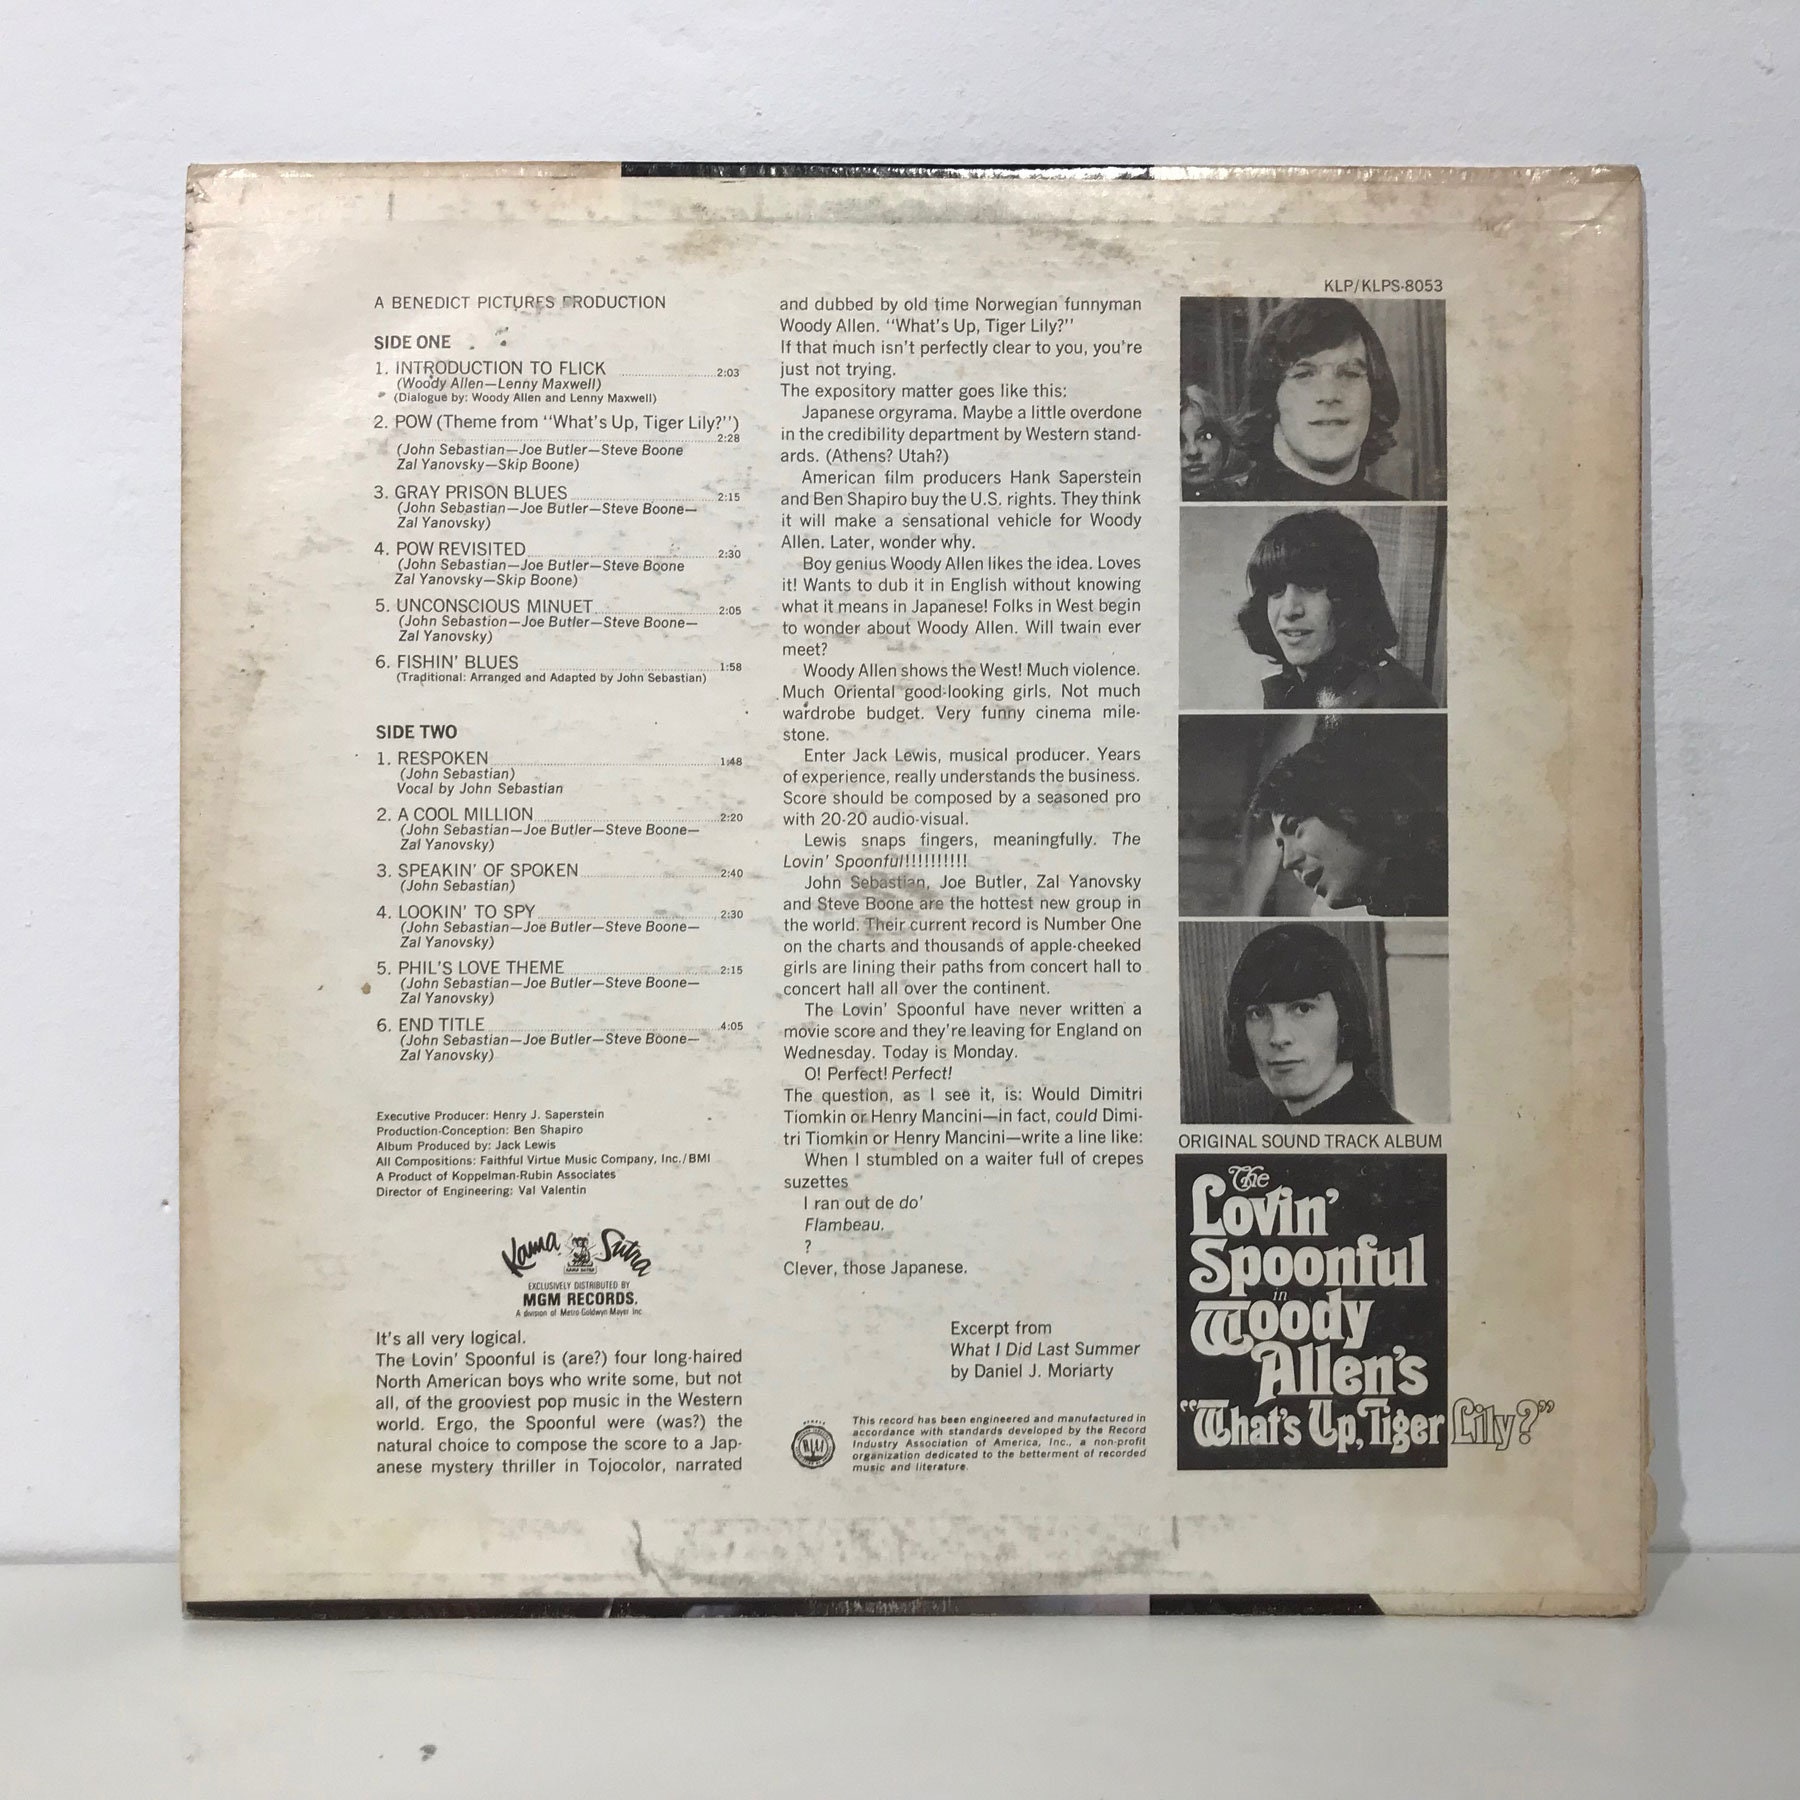 A BENEDICT PICTURES PRODUCTION
SIDE ONE
1. INTRODUCTION TO FLICK 2:03
(Woody Allen—Lenny Maxwell)
(Dialogue by: Woody Allen and Lenny Maxwell)
2. POW (Theme from "What's Up, Tiger Lily?")
2:28
(John Sebastian—Joe Butler—Steve Boone
Zal Yanovsky—Skip Boone)
3. GRAY PRISON BLUES 2:15
(John Sebastian—Joe Butler—Steve Boone—
Zal Yanovsky)
4. POW REVISITED 2:30
(John Sebastian—Joe Butler—Steve Boone
Zal Yanovsky—Skip Boone)
5. UNCONSCIOUS MINUET 2:05
(John Sebastion—Joe Butler—Steve Boone—
Zal Yanovsky)
6. FISHIN' BLUES 1:58
(Traditional: Arranged and Adapted by John Sebastian)
SIDE TWO
1. RESPOKEN 1:48
(John Sebastian)
Vocal by John Sebastian
2. A COOL MILLION 2:20
(John Sebastian—Joe Butler—Steve Boone—
Zal Yanovsky)
3. SPEAKIN' OF SPOKEN 2:40
(John Sebastian)
4. LOOKIN' TO SPY 2:30
(John Sebastian—Joe Butler—Steve Boone—
Zal Yanovsky)
5. PHIL'S LOVE THEME 2:15
(John Sebastian—Joe Butler—Steve Boone—
Zal Yanovsky)
6. END TITLE 4:05
(John Sebastian—Joe Butler—Steve Boone—
Zal Yanovsky)
Executive Producer: Henry J. Saperstein
Production-Conception: Ben Shapiro
Album Produced by: Jack Lewis
All Compositions: Faithful Virtue Music Company, Inc./BMI
A Product of Koppelman-Rubin Associates
Director of Engineering: Val Valentin
Kama Sutra
EXCLUSIVELY DISTRIBUTED BY
MGM RECORDS.
A division of Metro-Goldwyn-Mayer Inc.
It's all very logical.
The Lovin' Spoonful is (are?) four long-haired
North American boys who write some, but not
all, of the grooviest pop music in the Western
world. Ergo, the Spoonful were (was?) the
natural choice to compose the score to a Jap-
anese mystery thriller in Tojocolor, narrated
and dubbed by old time Norwegian funnyman
Woody Allen. "What's Up, Tiger Lily?"
If that much isn't perfectly clear to you, you're
just not trying.
The expository matter goes like this:
Japanese orgyrama. Maybe a little overdone
in the credibility department by Western stand-
ards. (Athens? Utah?)
American film producers Hank Saperstein
and Ben Shapiro buy the U.S. rights. They think
it will make a sensational vehicle for Woody
Allen. Later, wonder why.
Boy genius Woody Allen likes the idea. Loves
it! Wants to dub it in English without knowing
what it means in Japanese! Folks in West begin
to wonder about Woody Allen. Will twain ever
meet?
Woody Allen shows the West! Much violence.
Much Oriental good-looking girls. Not much
wardrobe budget. Very funny cinema mile-
stone.
Enter Jack Lewis, musical producer. Years
of experience, really understands the business.
Score should be composed by a seasoned pro
with 20-20 audio-visual.
Lewis snaps fingers, meaningfully. The
Lovin' Spoonful!!!!!!!!!!
John Sebastian, Joe Butler, Zal Yanovsky
and Steve Boone are the hottest new group in
the world. Their current record is Number One
on the charts and thousands of apple-cheeked
girls are lining their paths from concert hall to
concert hall all over the continent.
The Lovin' Spoonful have never written a
movie score and they're leaving for England on
Wednesday. Today is Monday.
O! Perfect! Perfect!
The question, as I see it, is: Would Dimitri
Tiomkin or Henry Mancini—in fact, could Dimi-
tri Tiomkin or Henry Mancini—write a line like:
When I stumbled on a waiter full of crepes
suzettes
I ran out de do'
Flambeau.
?
Clever, those Japanese.
Excerpt from
What I Did Last Summer
by Daniel J. Moriarty
This record has been engineered and manufactured in
accordance with standards developed by the Record
Industry Association of America, Inc., a non-profit
organization dedicated to the betterment of recorded
music and literature.
KLP/KLPS-8053
ORIGINAL SOUND TRACK ALBUM
The
Lovin'
Spoonful
in
Woody
Allen's
"What's Up, Tiger Lily?"